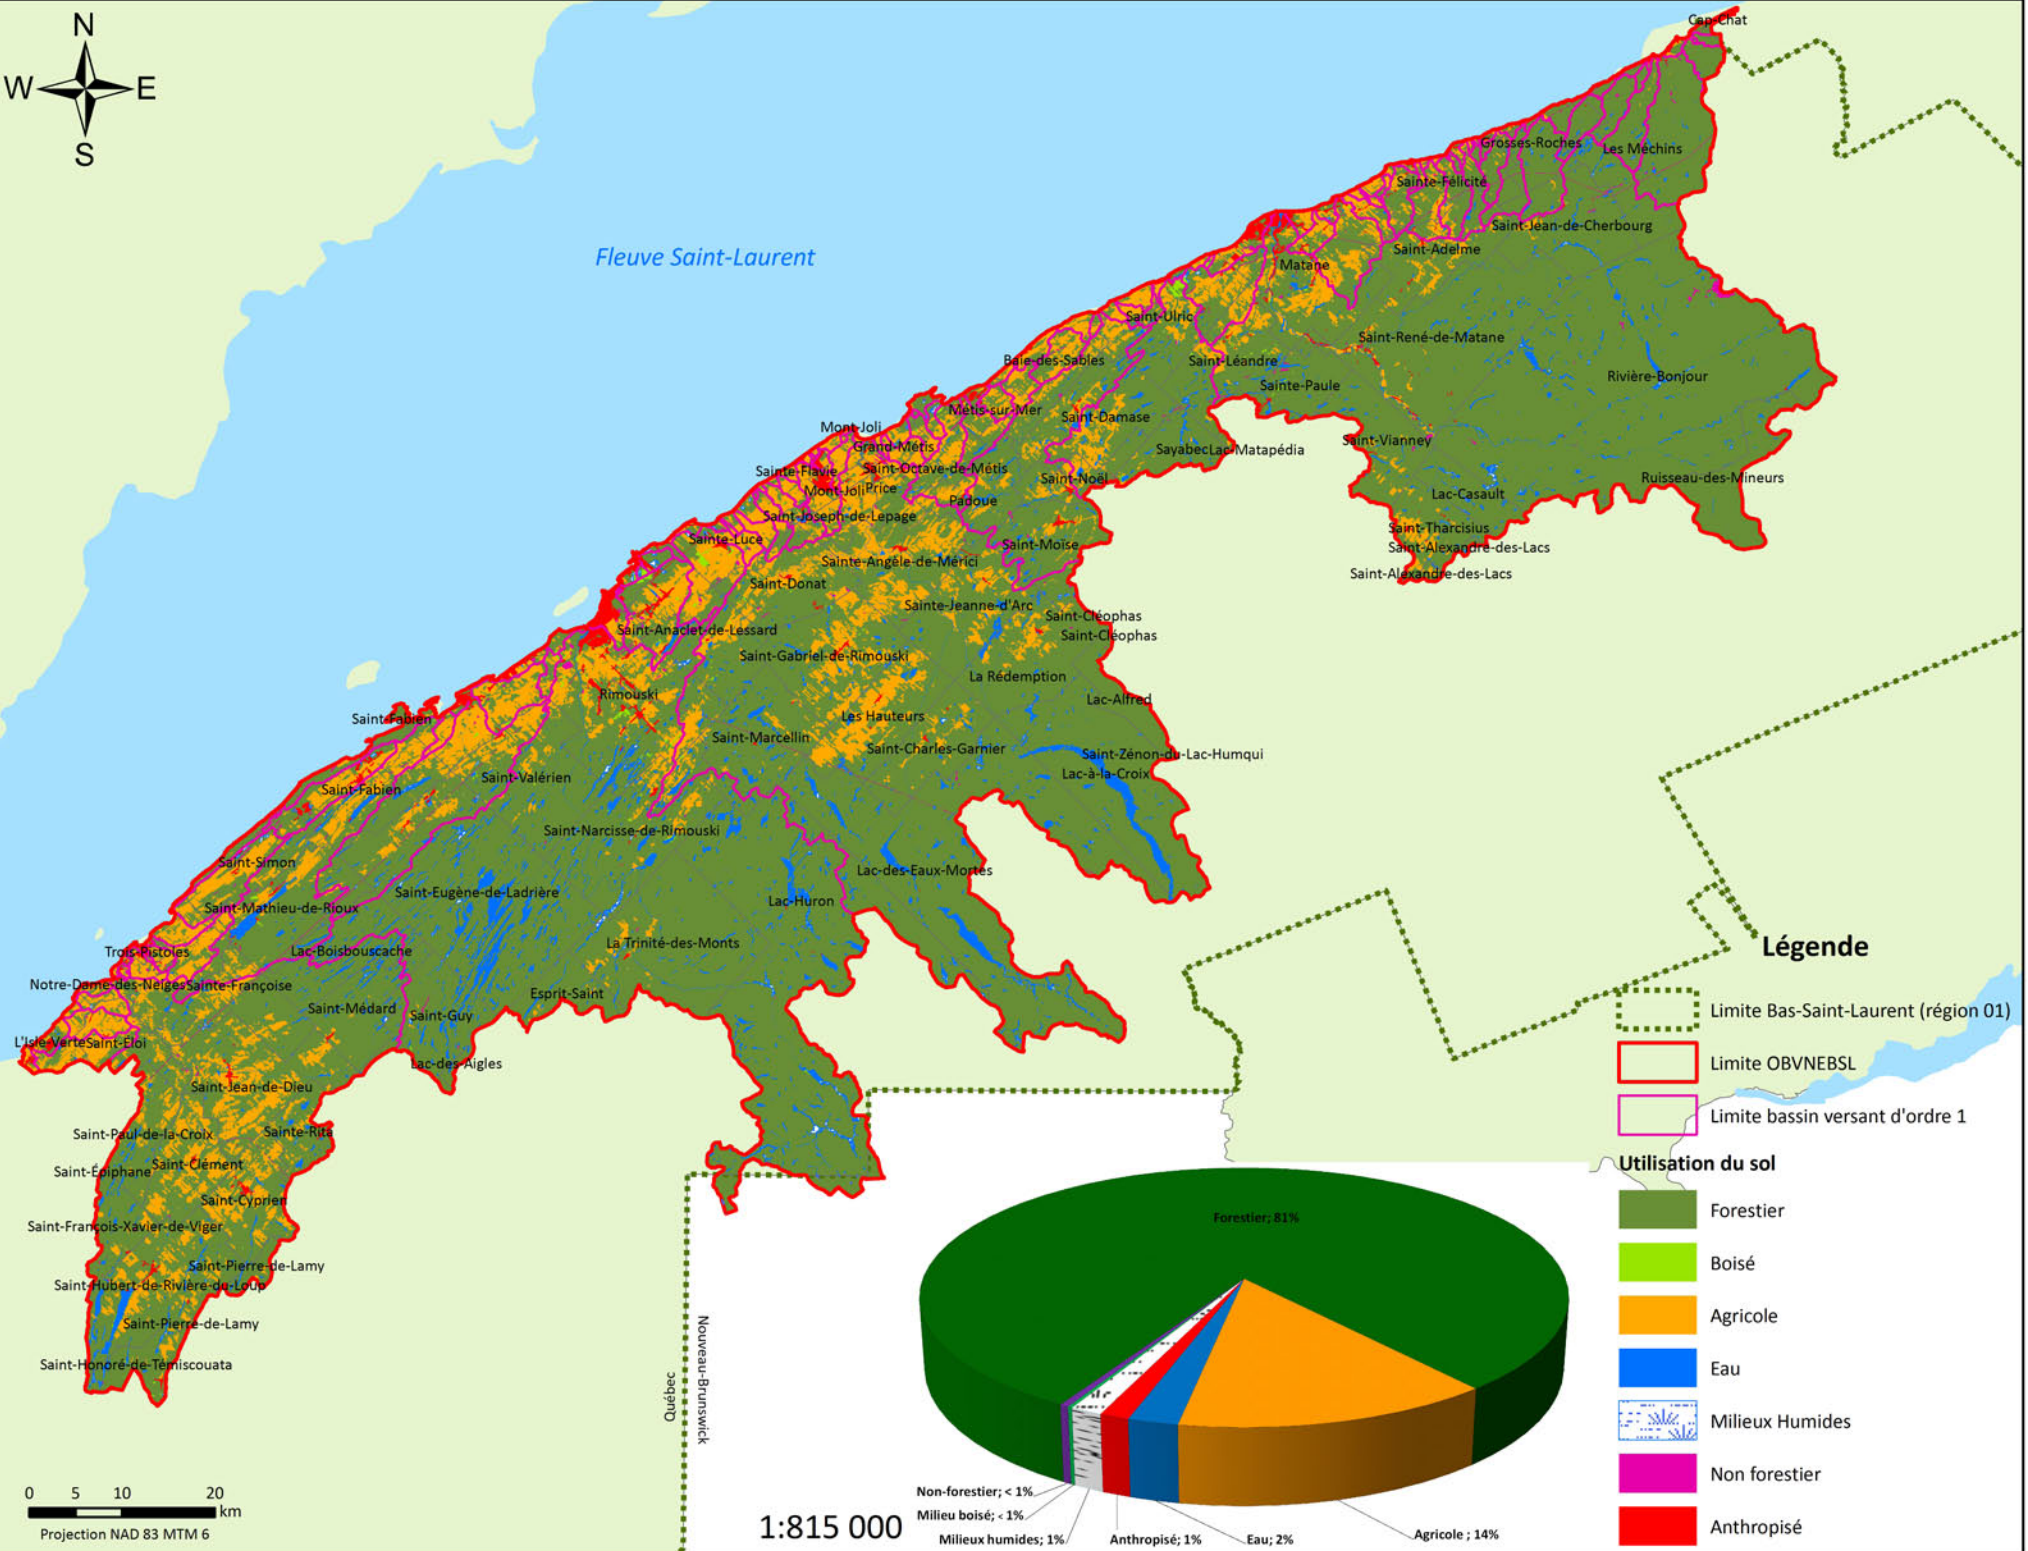 N
W
E
S
Fleuve Saint-Laurent
Cap-Chat
Grosses-Roches
Les Méchins
Sainte-Félicité
Saint-Jean-de-Cherbourg
Saint-Adelme
Matane
Saint-Ulric
Saint-René-de-Matane
Baie-des-Sables
Saint-Léandre
Rivière-Bonjour
Sainte-Paule
Métis-sur-Mer
Saint-Damase
Mont-Joli
Grand-Métis
Saint-Vianney
Sayabec
Lac-Matapédia
Sainte-Flavie
Saint-Octave-de-Métis
Saint-Noël
Ruisseau-des-Mineurs
Mont-Joli
Price
Padoue
Lac-Casault
Saint-Joseph-de-Lepage
Saint-Tharcisius
Sainte-Luce
Saint-Moïse
Saint-Alexandre-des-Lacs
Sainte-Angèle-de-Mérici
Saint-Alexandre-des-Lacs
Saint-Donat
Sainte-Jeanne-d'Arc
Saint-Cléophas
Saint-Anaclet-de-Lessard
Saint-Cléophas
Saint-Gabriel-de-Rimouski
La Rédemption
Rimouski
Lac-Alfred
Saint-Fabien
Les Hauteurs
Saint-Marcellin
Saint-Charles-Garnier
Saint-Zénon-du-Lac-Humqui
Saint-Valérien
Lac-à-la-Croix
Saint-Fabien
Saint-Narcisse-de-Rimouski
Saint-Simon
Lac-des-Eaux-Mortes
Saint-Eugène-de-Ladrière
Lac-Huron
Saint-Mathieu-de-Rioux
La Trinité-des-Monts
Trois-Pistoles
Lac-Boisbouscache
Notre-Dame-des-Neiges
Sainte-Françoise
Esprit-Saint
Saint-Médard
Saint-Guy
L'Isle-Verte
Saint-Éloi
Lac-des-Aigles
Saint-Jean-de-Dieu
Saint-Paul-de-la-Croix
Sainte-Rita
Saint-Épiphane
Saint-Clément
Saint-Cyprien
Saint-François-Xavier-de-Viger
Saint-Pierre-de-Lamy
Saint-Hubert-de-Rivière-du-Loup
Saint-Pierre-de-Lamy
Saint-Honoré-de-Témiscouata
Québec
Nouveau-Brunswick
0 5 10 20
km
Projection NAD 83 MTM 6
1:815 000
Forestier; 81%
Non-forestier; < 1%
Milieu boisé; < 1%
Milieux humides; 1%
Anthropisé; 1%
Eau; 2%
Agricole ; 14%
Légende
Limite Bas-Saint-Laurent (région 01)
Limite OBVNEBSL
Limite bassin versant d'ordre 1
Utilisation du sol
Forestier
Boisé
Agricole
Eau
Milieux Humides
Non forestier
Anthropisé